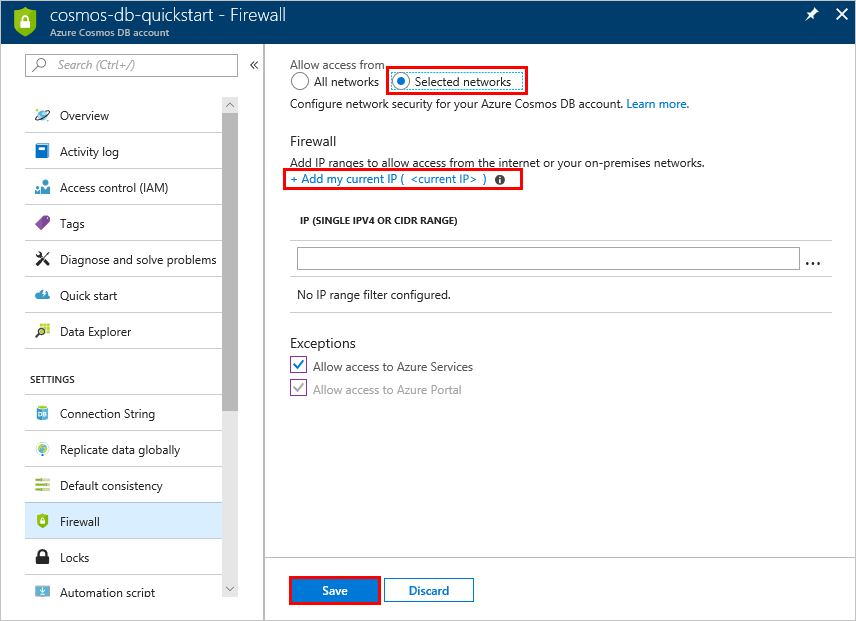 cosmos-db-quickstart - Firewall
Azure Cosmos DB account
Search (Ctrl+/)
«
Overview
Activity log
Access control (IAM)
Tags
Diagnose and solve problems
Quick start
Data Explorer
SETTINGS
Connection String
Replicate data globally
Default consistency
Firewall
Locks
Automation script
Allow access from
All networks Selected networks
Configure network security for your Azure Cosmos DB account. Learn more.
Firewall
Add IP ranges to allow access from the internet or your on-premises networks.
+ Add my current IP ( <current IP> )
IP (SINGLE IPV4 OR CIDR RANGE)
...
No IP range filter configured.
Exceptions
Allow access to Azure Services
Allow access to Azure Portal
Save Discard